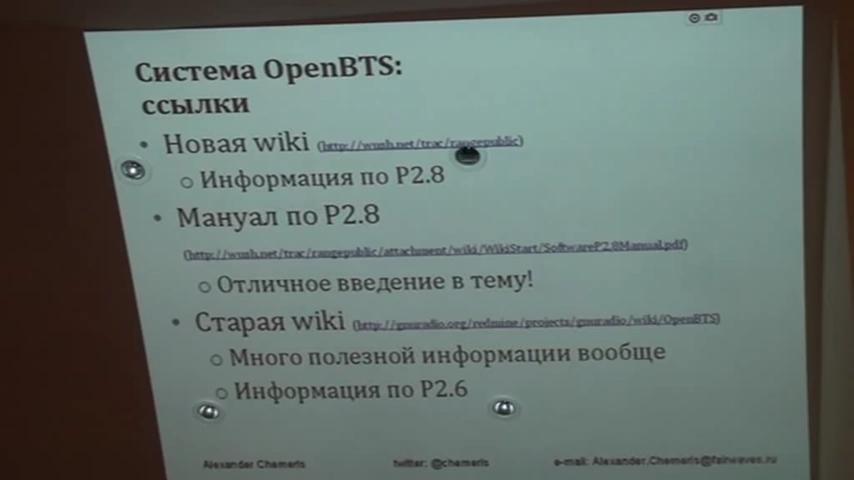 Система OpenBTS:
ссылки
• Новая wiki (http://wush.net/trac/rangepublic)
○ Информация по P2.8
• Мануал по P2.8
(http://wush.net/trac/rangepublic/attachment/wiki/WikiStart/SoftwareP2.8Manual.pdf)
○ Отличное введение в тему!
• Старая wiki (http://gnuradio.org/redmine/projects/gnuradio/wiki/OpenBTS)
○ Много полезной информации вообще
○ Информация по P2.6
Alexander Chemeris twitter: @chemeris e-mail: Alexander.Chemeris@fairwaves.ru